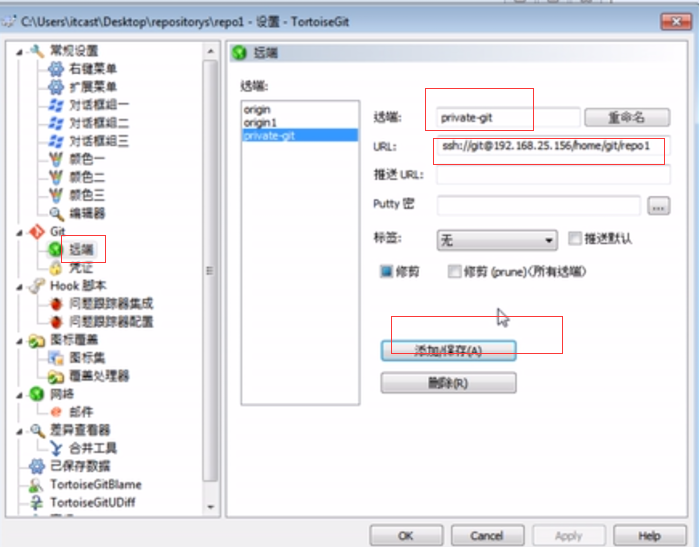 C:\Users\itcast\Desktop\repositorys\repo1 - 设置 - TortoiseGit
常规设置
右键菜单
扩展菜单
对话框组一
对话框组二
对话框组三
颜色一
颜色二
颜色三
编辑器
Git
远端
凭证
Hook 脚本
问题跟踪器集成
问题跟踪器配置
图标覆盖
图标集
覆盖处理器
网络
邮件
差异查看器
合并工具
已保存数据
TortoiseGitBlame
TortoiseGitUDiff
远端
远端:
origin
origin1
private-git
远端: private-git 重命名
URL: ssh://git@192.168.25.156/home/git/repo1
推送 URL:
Putty 密 ...
标签: 无 推送默认
修剪 修剪 (prune)(所有远端)
添加/保存(A)
删除(R)
OK Cancel Apply Help